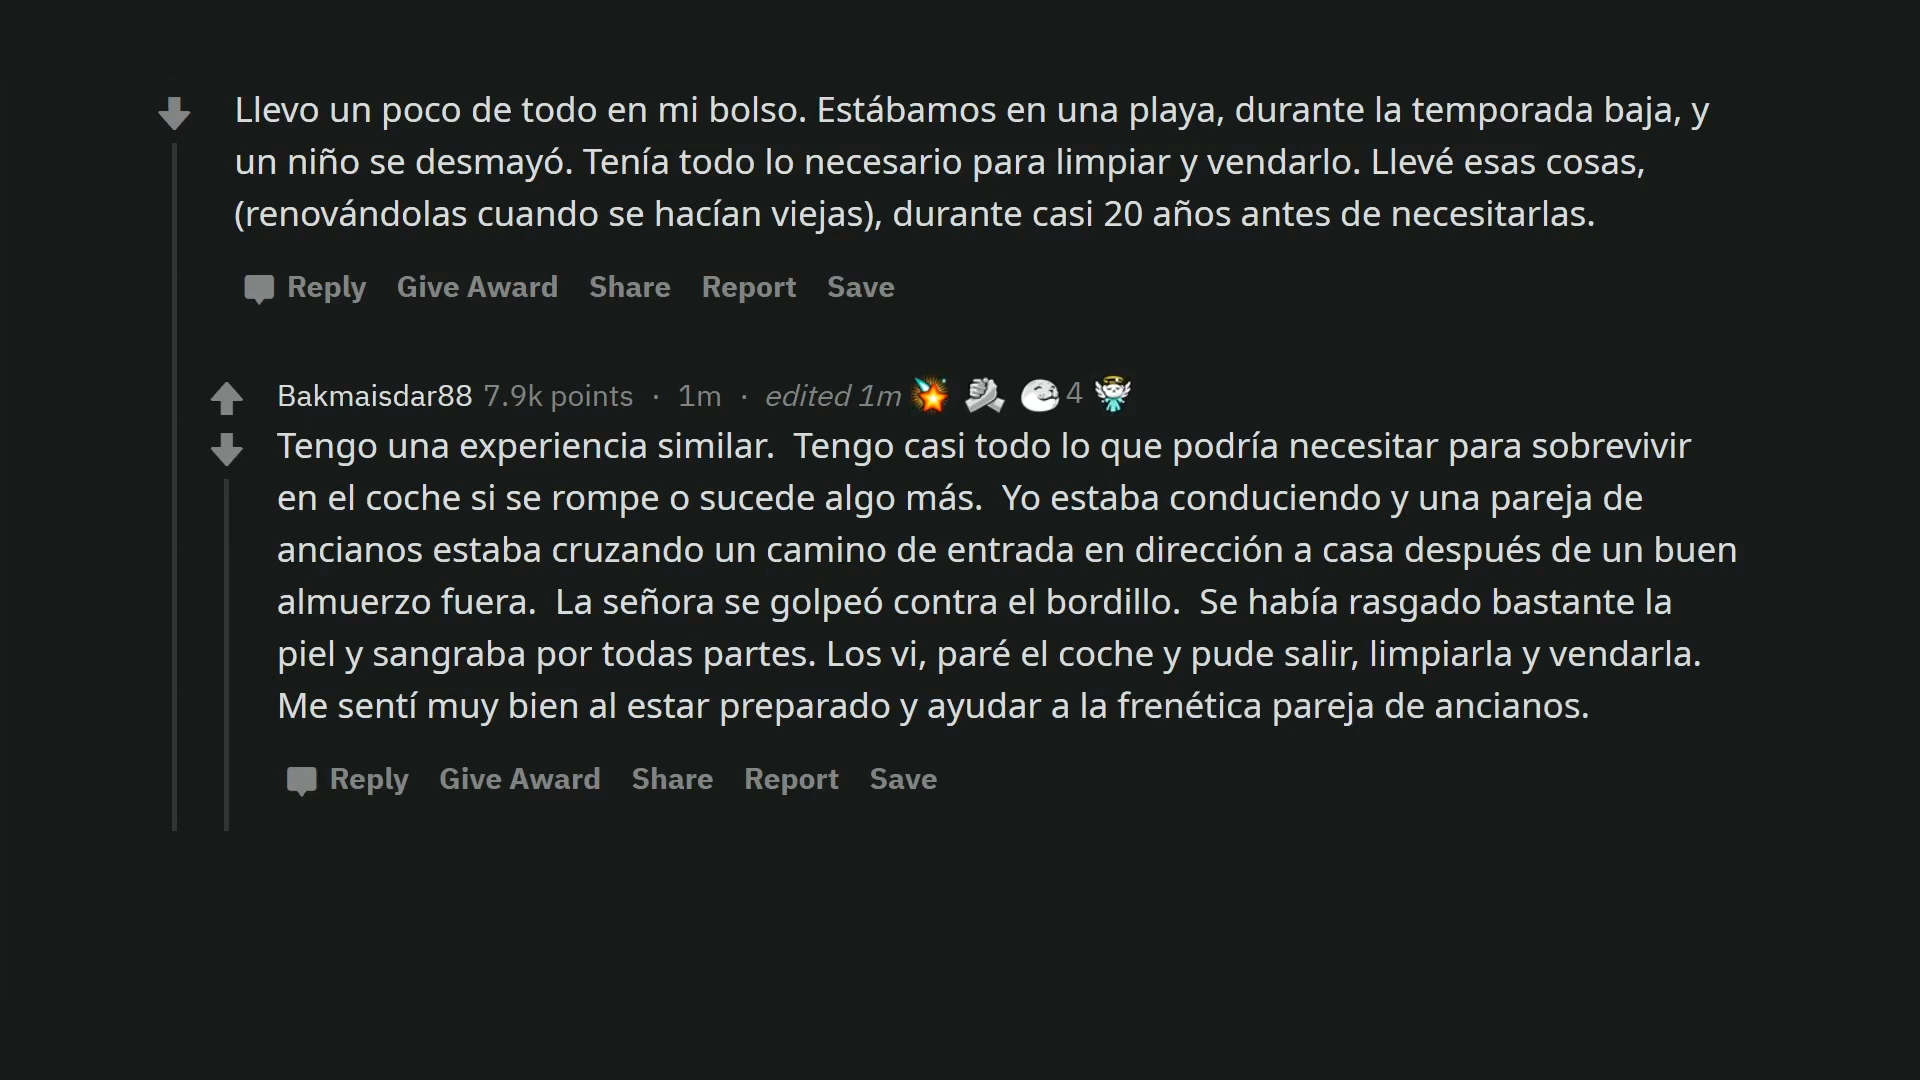 Llevo un poco de todo en mi bolso. Estábamos en una playa, durante la temporada baja, y
un niño se desmayó. Tenía todo lo necesario para limpiar y vendarlo. Llevé esas cosas,
(renovándolas cuando se hacían viejas), durante casi 20 años antes de necesitarlas.
Reply Give Award Share Report Save
Bakmaisdar88 7.9k points · 1m · edited 1m 4
Tengo una experiencia similar.  Tengo casi todo lo que podría necesitar para sobrevivir
en el coche si se rompe o sucede algo más.  Yo estaba conduciendo y una pareja de
ancianos estaba cruzando un camino de entrada en dirección a casa después de un buen
almuerzo fuera.  La señora se golpeó contra el bordillo.  Se había rasgado bastante la
piel y sangraba por todas partes. Los vi, paré el coche y pude salir, limpiarla y vendarla.
Me sentí muy bien al estar preparado y ayudar a la frenética pareja de ancianos.
Reply Give Award Share Report Save